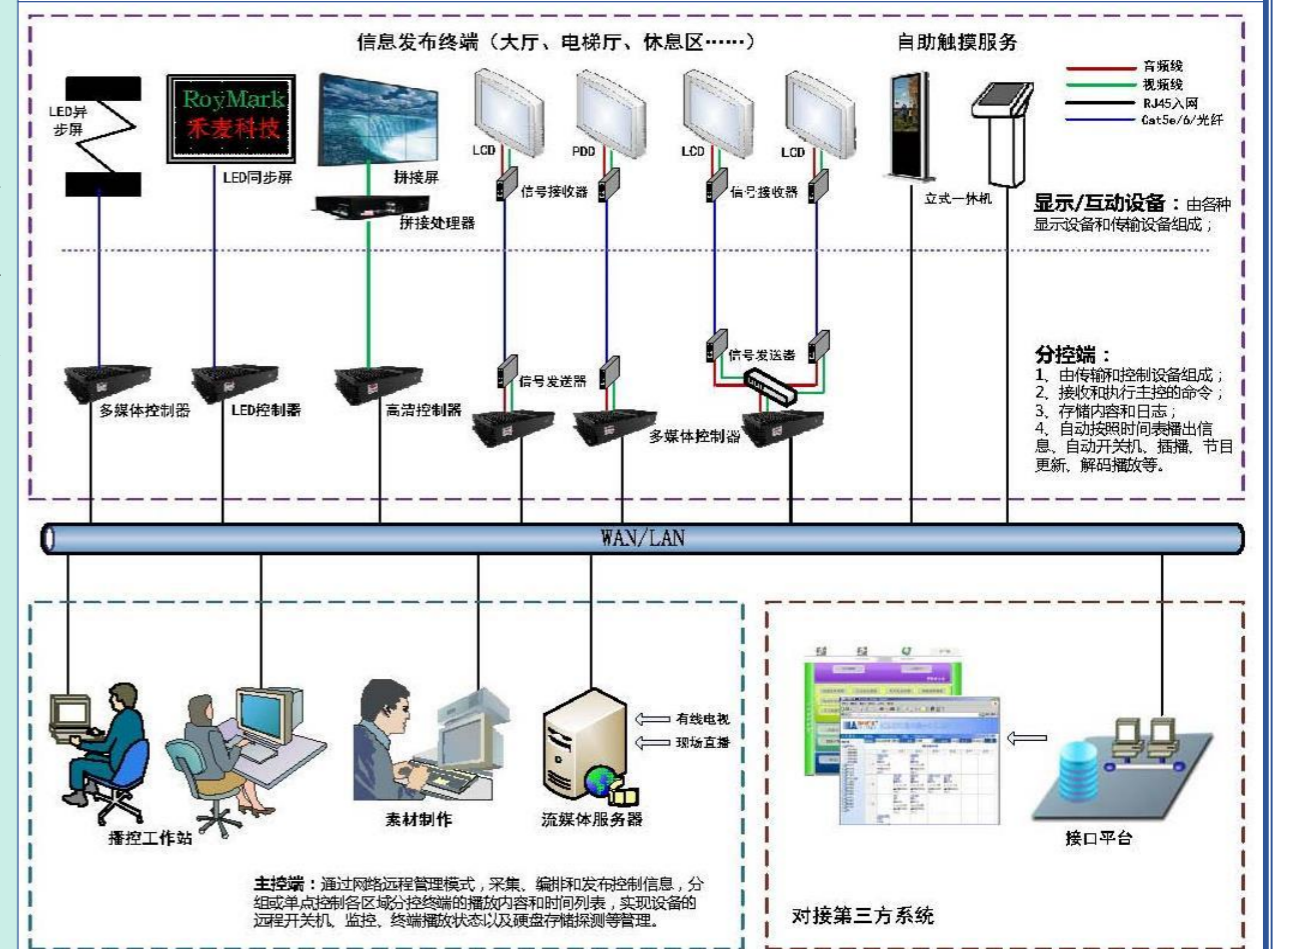 信息发布终端（大厅、电梯厅、休息区……）
自助触摸服务
音频线
视频线
RJ45入网
Cat5e/6/光纤
LED异
步屏
RoyMark
禾麦科技
LED同步屏
拼接屏
拼接处理器
LCD
PDD
LCD
LCD
信号接收器
信号接收器
立式一体机
显示/互动设备：由各种
显示设备和传输设备组成；
信号发送器
信号发送器
多媒体控制器
LED控制器
高清控制器
多媒体控制器
分控端：
1、由传输和控制设备组成；
2、接收和执行主控的命令；
3、存储内容和日志；
4、自动按照时间表播出信
息、自动开关机、插播、节目
更新、解码播放等。
WAN/LAN
有线电视
现场直播
播控工作站
素材制作
流媒体服务器
接口平台
主控端：通过网络远程管理模式，采集、编排和发布控制信息，分
组或单点控制各区域分控终端的播放内容和时间列表，实现设备的
远程开关机、监控、终端播放状态以及硬盘存储探测等管理。
对接第三方系统